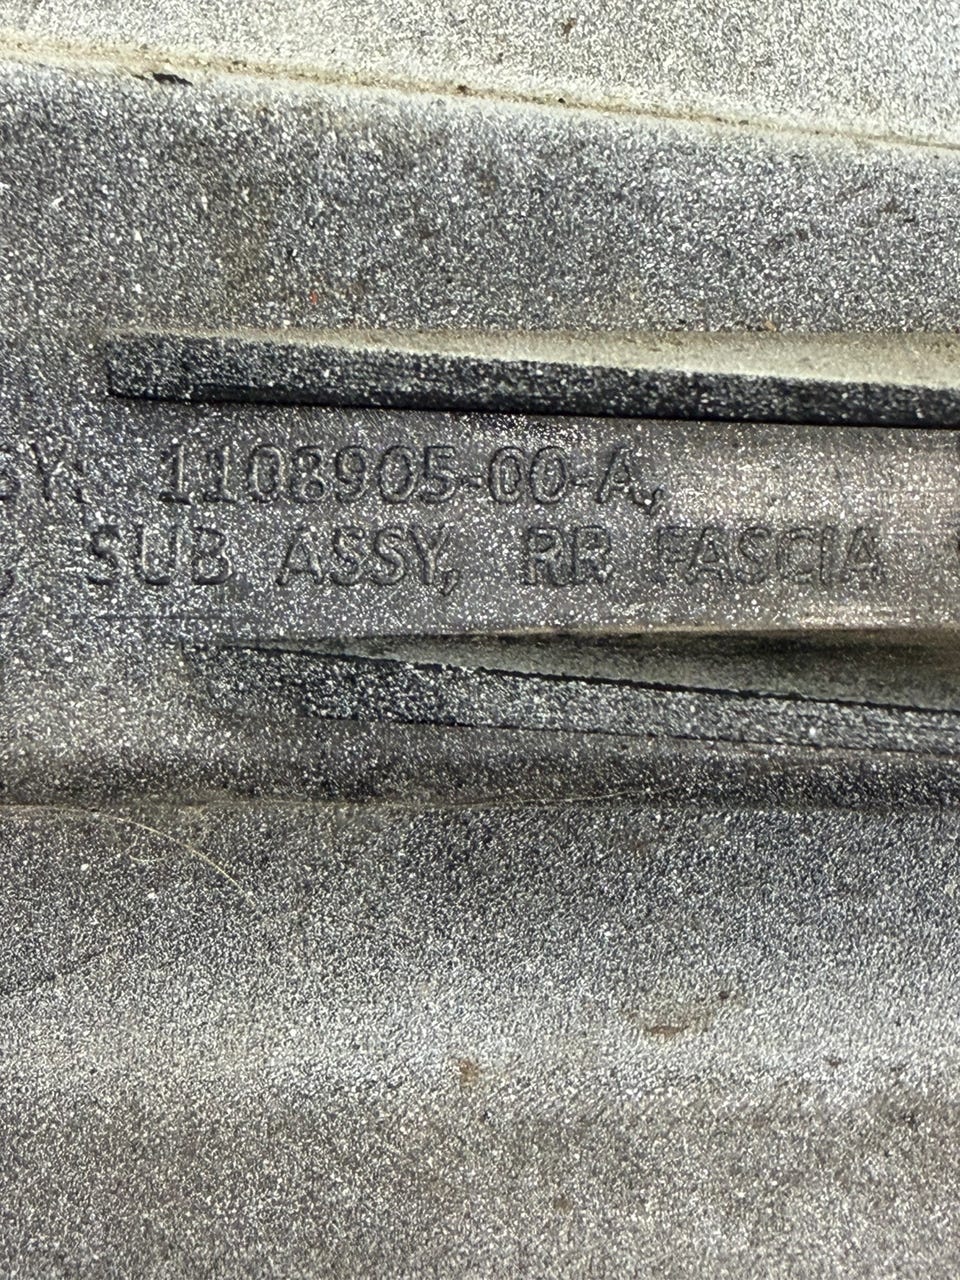 1108905-00-A,
SUB ASSY, RR FASCIA